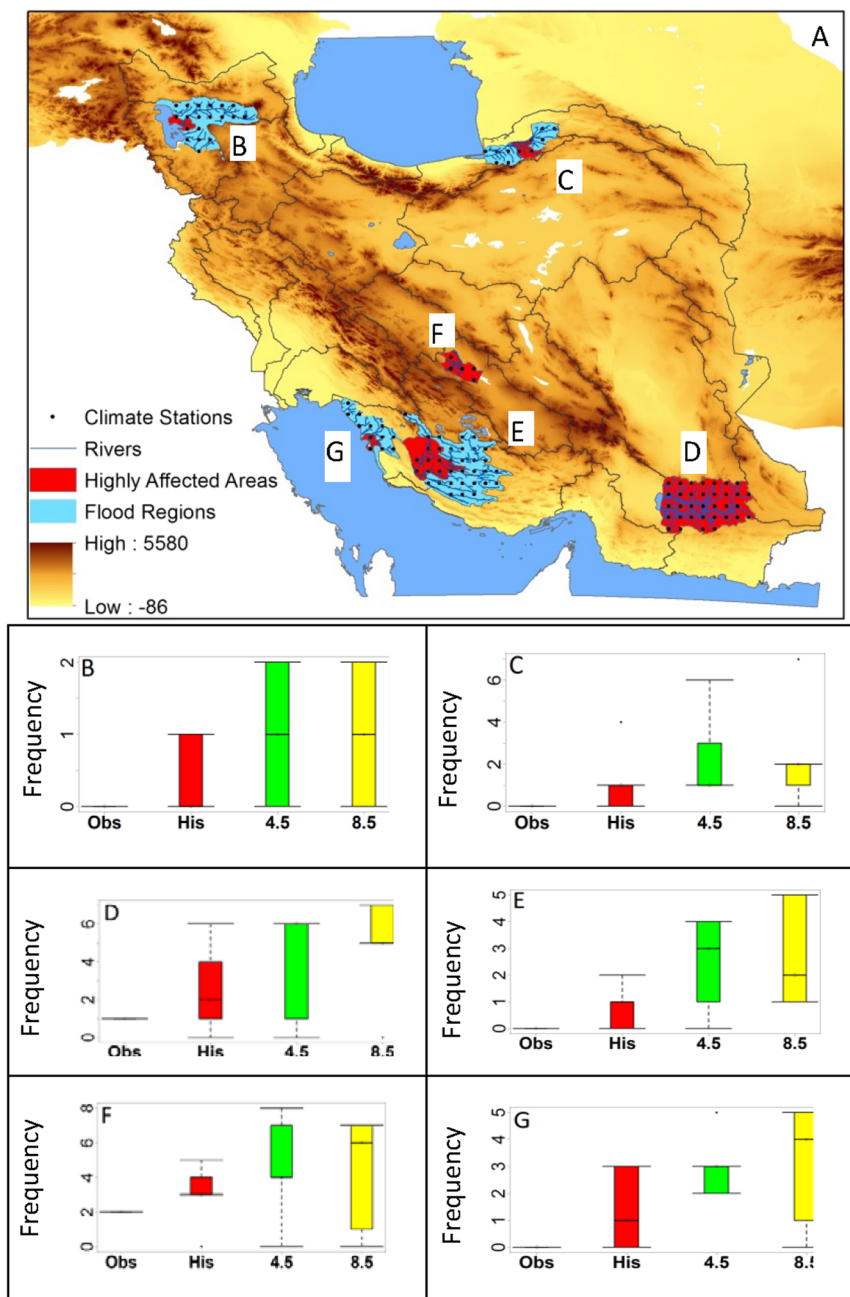 A
B
C
F
E
G
D
Climate Stations
Rivers
Highly Affected Areas
Flood Regions
High : 5580
Low : -86
B
Frequency
2
1
0
Obs His 4.5 8.5
C
Frequency
6
4
2
0
Obs His 4.5 8.5
D
Frequency
6
4
2
0
Obs His 4.5 8.5
E
Frequency
5
4
3
2
1
0
Obs His 4.5 8.5
F
Frequency
8
6
4
2
0
Obs His 4.5 8.5
G
Frequency
5
4
3
2
1
0
Obs His 4.5 8.5